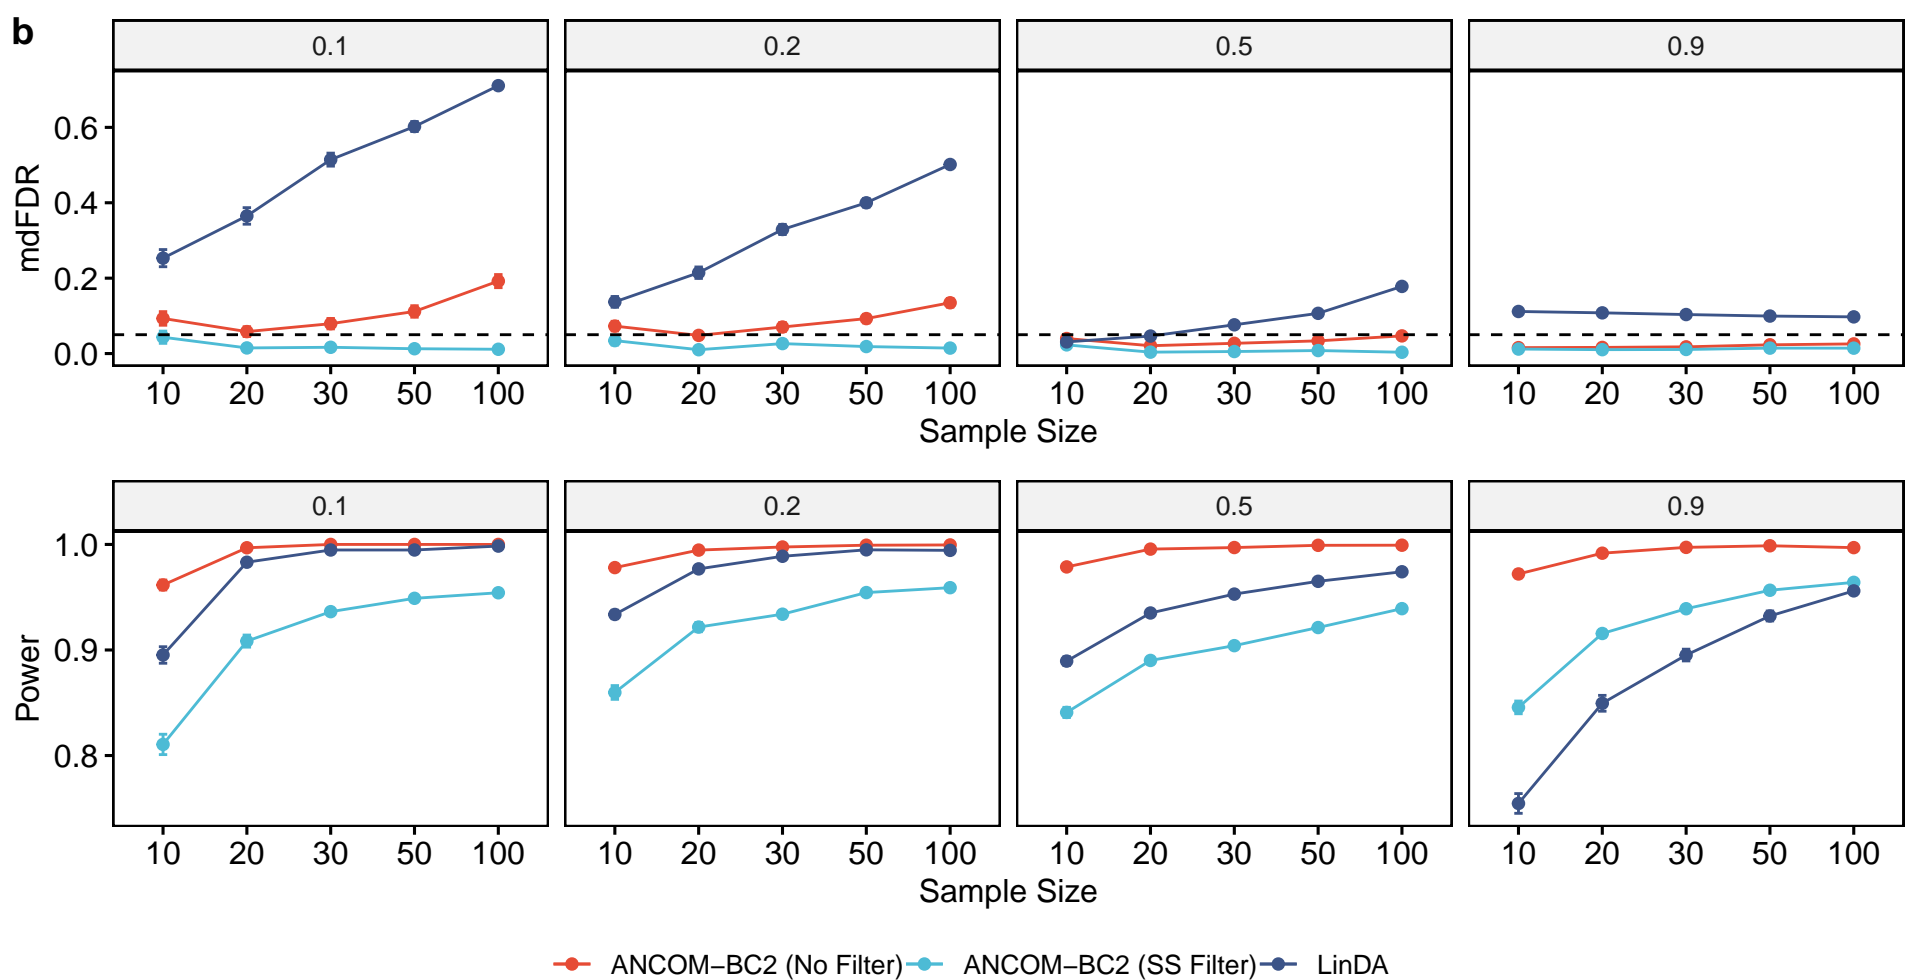 b
0.1 0.2 0.5 0.9
mdFDR
0.6
0.4
0.2
0.0
10 20 30 50 100 10 20 30 50 100 10 20 30 50 100 10 20 30 50 100
Sample Size
0.1 0.2 0.5 0.9
Power
1.0
0.9
0.8
10 20 30 50 100 10 20 30 50 100 10 20 30 50 100 10 20 30 50 100
Sample Size
ANCOM−BC2 (No Filter) ANCOM−BC2 (SS Filter) LinDA